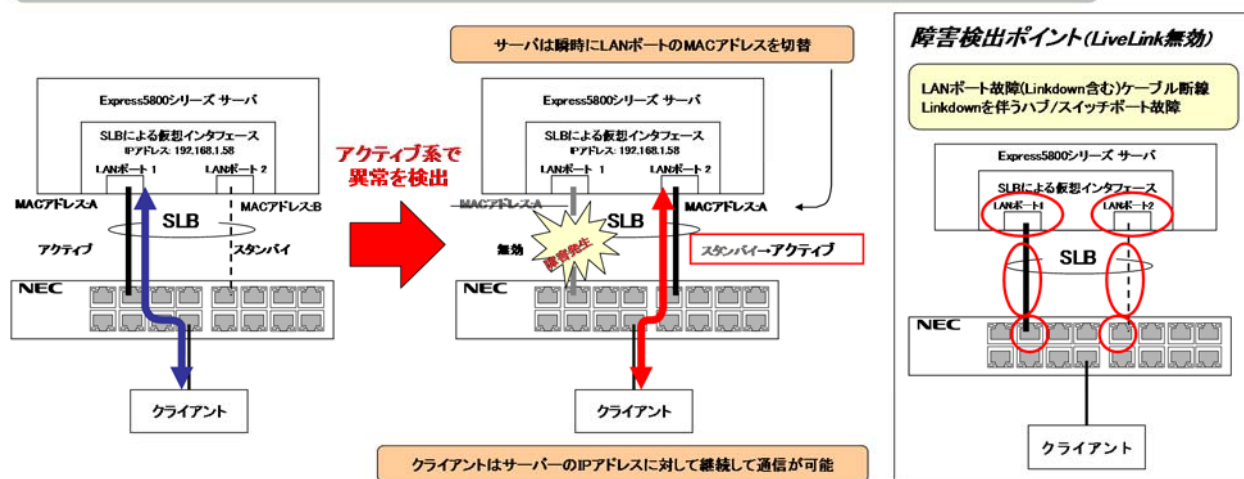 サーバは瞬時にLANポートのMACアドレスを切替
Express5800シリーズ サーバ
SLBによる仮想インタフェース
IPアドレス: 192.168.1.58
LANポート 1
LANポート 2
MACアドレス:A
MACアドレス:B
SLB
アクティブ
スタンバイ
NEC
クライアント
アクティブ系で
異常を検出
Express5800シリーズ サーバ
SLBによる仮想インタフェース
IPアドレス: 192.168.1.58
LANポート 1
LANポート 2
MACアドレス:A
MACアドレス:A
SLB
無効
障害発生
スタンバイ→アクティブ
NEC
クライアント
クライアントはサーバーのIPアドレスに対して継続して通信が可能
障害検出ポイント(LiveLink無効)
LANポート故障(Linkdown含む)ケーブル断線
Linkdownを伴うハブ/スイッチポート故障
Express5800シリーズ サーバ
SLBによる仮想インタフェース
LANポート1
LANポート2
SLB
NEC
クライアント